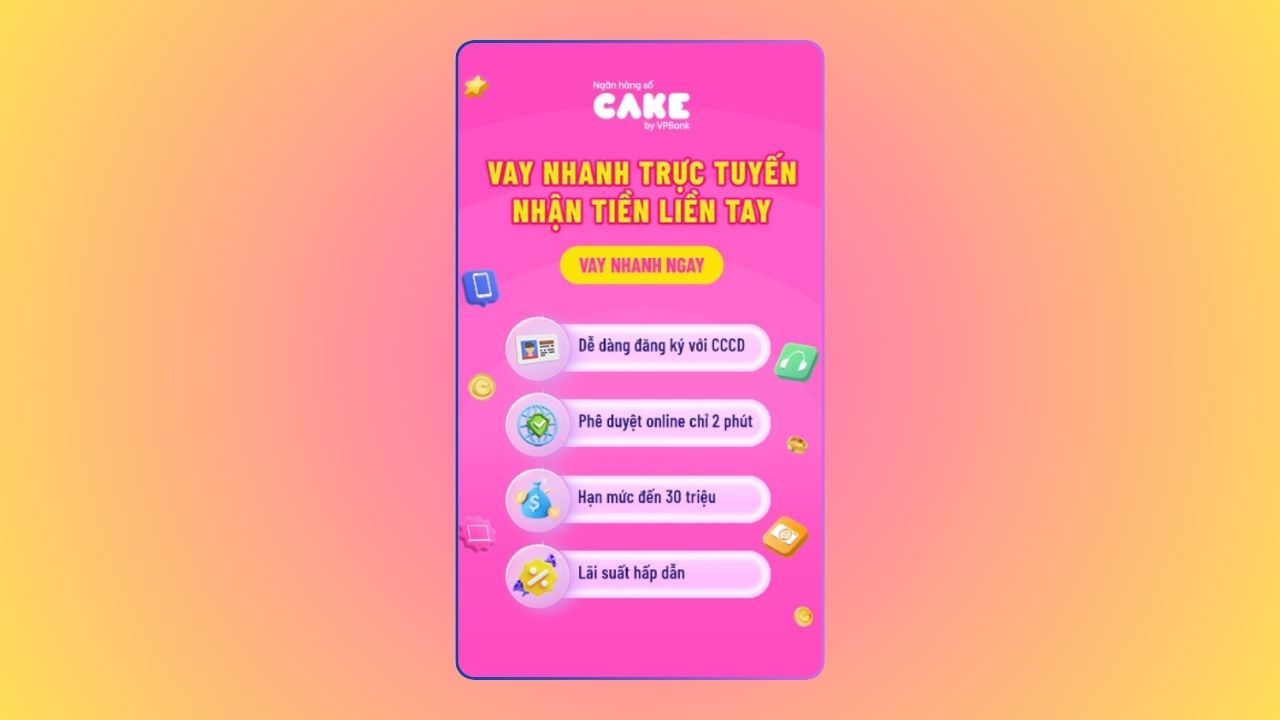 Ngân hàng số
CAKE
by VPBank
VAY NHANH TRỰC TUYẾN
NHẬN TIỀN LIỀN TAY
VAY NHANH NGAY
Dễ dàng đăng ký với CCCD
Phê duyệt online chỉ 2 phút
Hạn mức đến 30 triệu
Lãi suất hấp dẫn